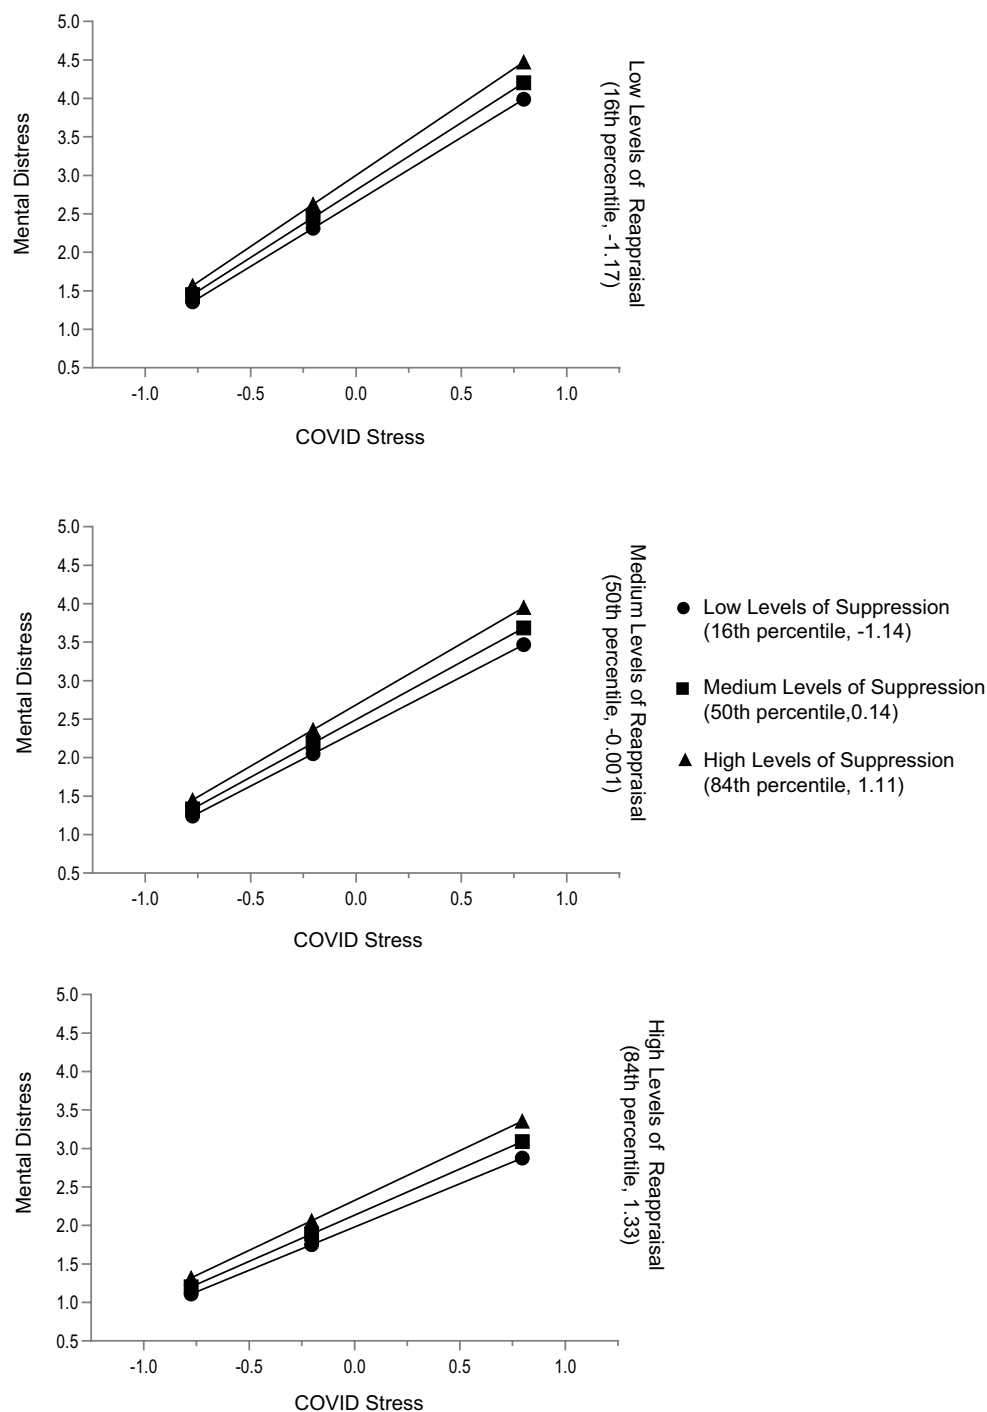 5.0
4.5
4.0
3.5
3.0
2.5
2.0
1.5
1.0
0.5
Mental Distress
-1.0 -0.5 0.0 0.5 1.0
COVID Stress
Low Levels of Reappraisal
(16th percentile, -1.17)
5.0
4.5
4.0
3.5
3.0
2.5
2.0
1.5
1.0
0.5
Mental Distress
-1.0 -0.5 0.0 0.5 1.0
COVID Stress
Medium Levels of Reappraisal
(50th percentile, -0.001)
Low Levels of Suppression
(16th percentile, -1.14)
Medium Levels of Suppression
(50th percentile,0.14)
High Levels of Suppression
(84th percentile, 1.11)
5.0
4.5
4.0
3.5
3.0
2.5
2.0
1.5
1.0
0.5
Mental Distress
-1.0 -0.5 0.0 0.5 1.0
COVID Stress
High Levels of Reappraisal
(84th percentile, 1.33)